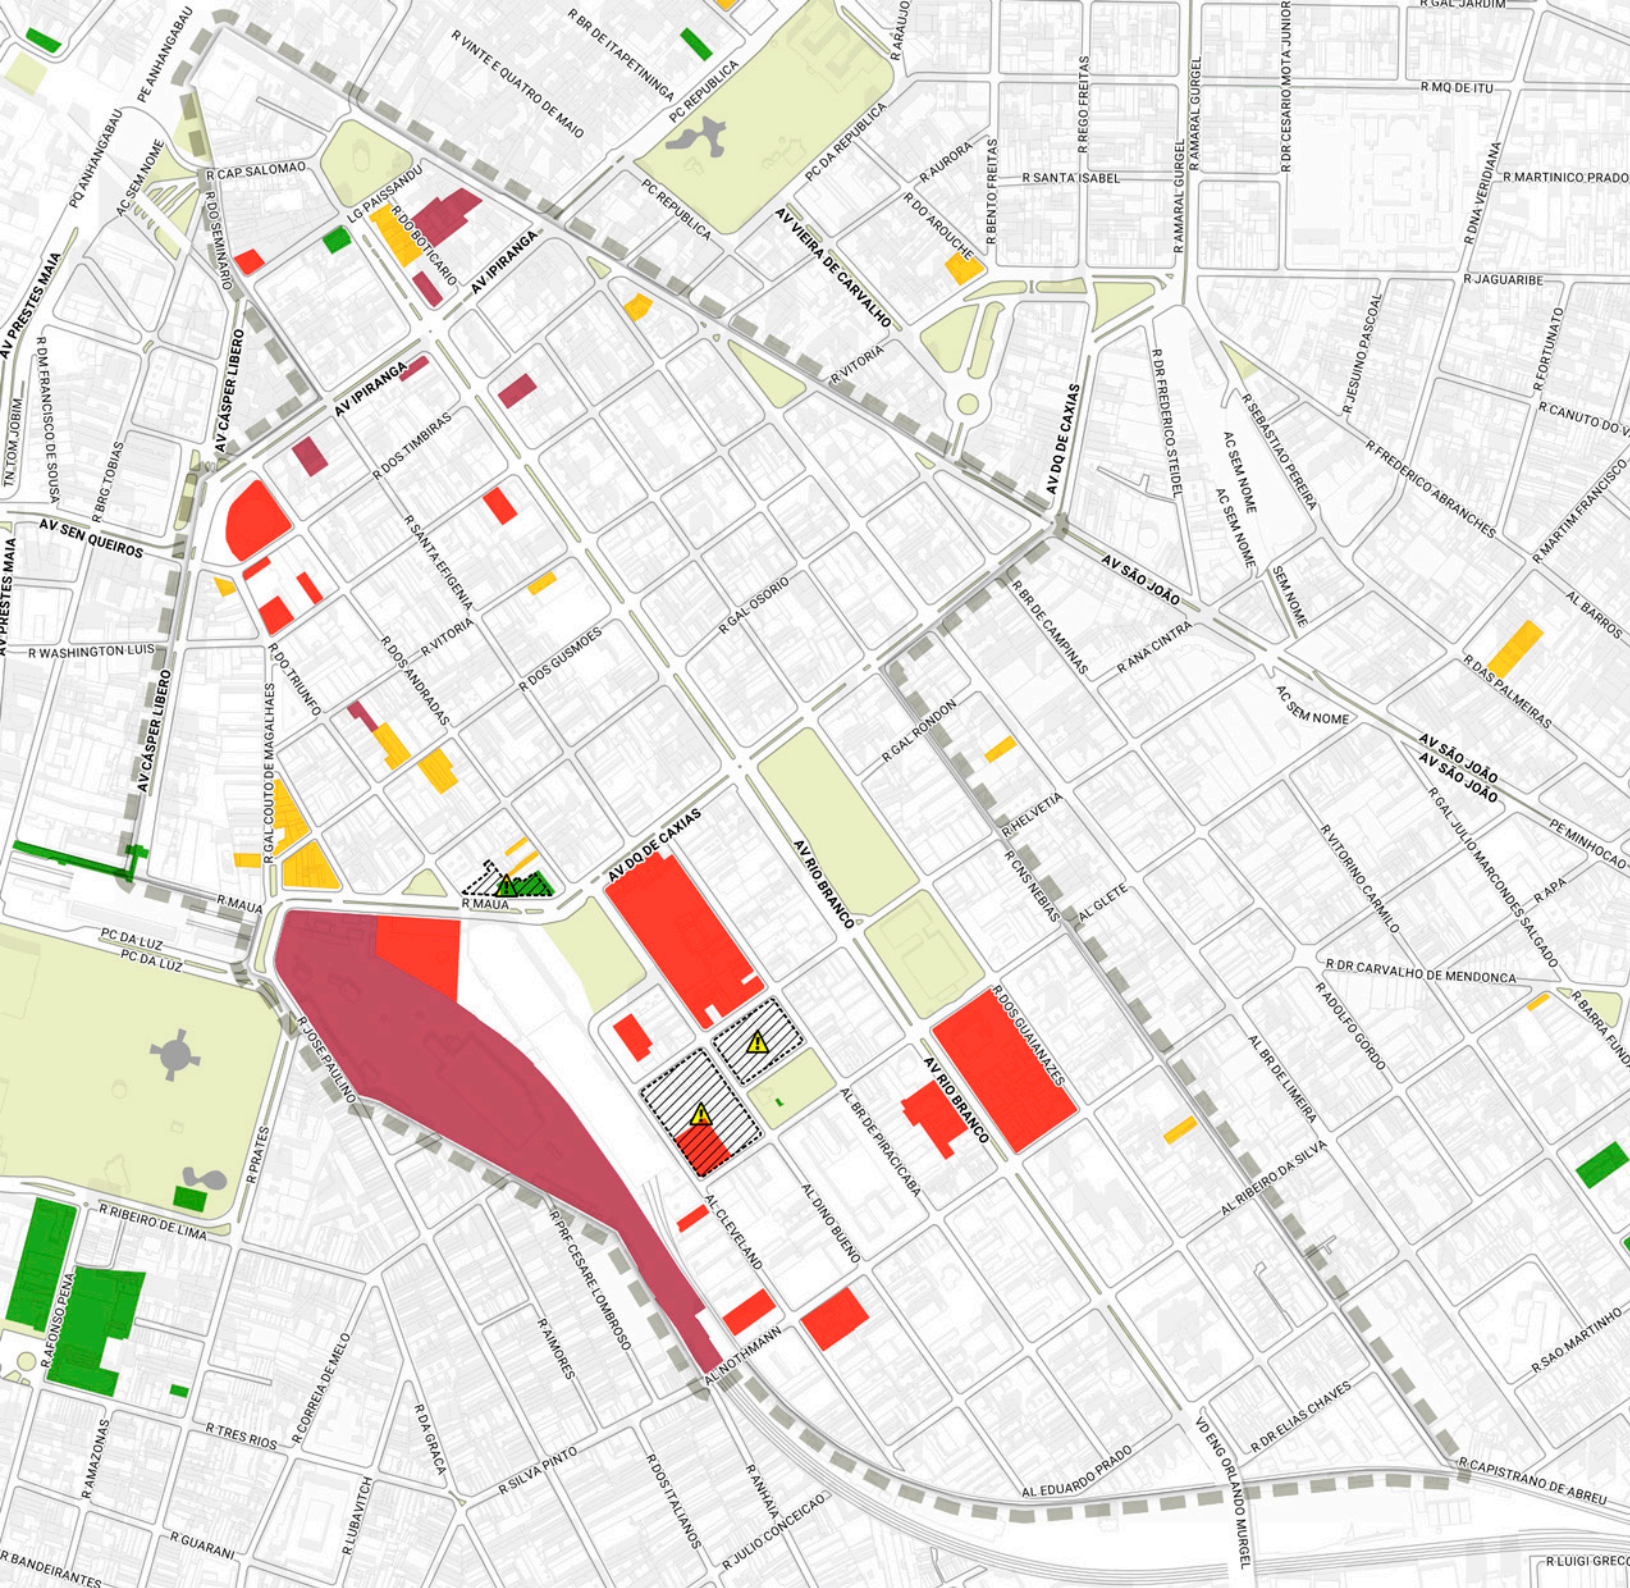 R GAL JARDIM
R BR DE ITAPETININGA
R VINTE E QUATRO DE MAIO
PE ANHANGABAU
R ARAUJO
PC REPUBLICA
R REGO FREITAS
R AMARAL GURGEL
R DR CESARIO MOTA JUNIOR
R MQ DE ITU
PQ ANHANGABAU
AC SEM NOME
R CAP SALOMAO
LG PAISSANDU
PC DA REPUBLICA
R AURORA
R BENTO FREITAS
R SANTA ISABEL
R AMARAL GURGEL
R DNA VERIDIANA
R MARTINICO PRADO
R DO SEMINARIO
R DO BOTICARIO
PC REPUBLICA
R DO AROUCHE
AV IPIRANGA
AV VIEIRA DE CARVALHO
R JAGUARIBE
AV PRESTES MAIA
R DM FRANCISCO DE SOUSA
AV CÁSPER LIBERO
AV IPIRANGA
R VITORIA
R JESUINO PASCOAL
R FORTUNATO
R DR FREDERICO STEIDEL
R CANUTO DO V
TN TOM JOBIM
R BRG TOBIAS
R DOS TIMBIRAS
AV DQ DE CAXIAS
AC SEM NOME
R SEBASTIAO PEREIRA
R FREDERICO ABRANCHES
R MARTIM FRANCISCO
AV SEN QUEIROS
R SANTA EFIGENIA
AC SEM NOME
AV PRESTES MAIA
AV SÃO JOÃO
SEM NOME
AL BARROS
R GAL OSORIO
R BR DE CAMPINAS
R ANA CINTRA
R WASHINGTON LUIS
R DO TRIUNFO
R DOS ANDRADAS
R VITORIA
R DOS GUSMOES
R DAS PALMEIRAS
AC SEM NOME
AV CÁSPER LIBERO
R GAL COUTO DE MAGALHAES
R GAL RONDON
AV SÃO JOÃO
AV SÃO JOÃO
R HELVETIA
R GAL JULIO MARCONDES SALGADO
PE MINHOCAO
AV DQ DE CAXIAS
AV RIO BRANCO
R CNS NEBIAS
R VITORINO CARMILO
R APA
AL GLETE
R MAUA
R MAUA
PC DA LUZ
PC DA LUZ
R DR CARVALHO DE MENDONCA
R DOS GUAIANAZES
R ADOLFO GORDO
R BARRA FUNDA
R JOSE PAULINO
AL BR DE LIMEIRA
AV RIO BRANCO
AL BR DE PIRACICABA
R PRATES
AL RIBEIRO DA SILVA
R RIBEIRO DE LIMA
AL CLEVELAND
AL DINO BUENO
R PRF CESARE LOMBROSO
R AFONSO PENA
R AIMORES
R CORREIA DE MELO
AL NOTHMANN
R SAO MARTINHO
R TRES RIOS
R DA GRACA
R AMAZONAS
R SILVA PINTO
R DOS ITALIANOS
R ANHAIA
AL EDUARDO PRADO
VD ENG ORLANDO MURGEL
R DR ELIAS CHAVES
R CAPISTRANO DE ABREU
R LUBAVITCH
R GUARANI
R JULIO CONCEICAO
R BANDEIRANTES
R LUIGI GRECO